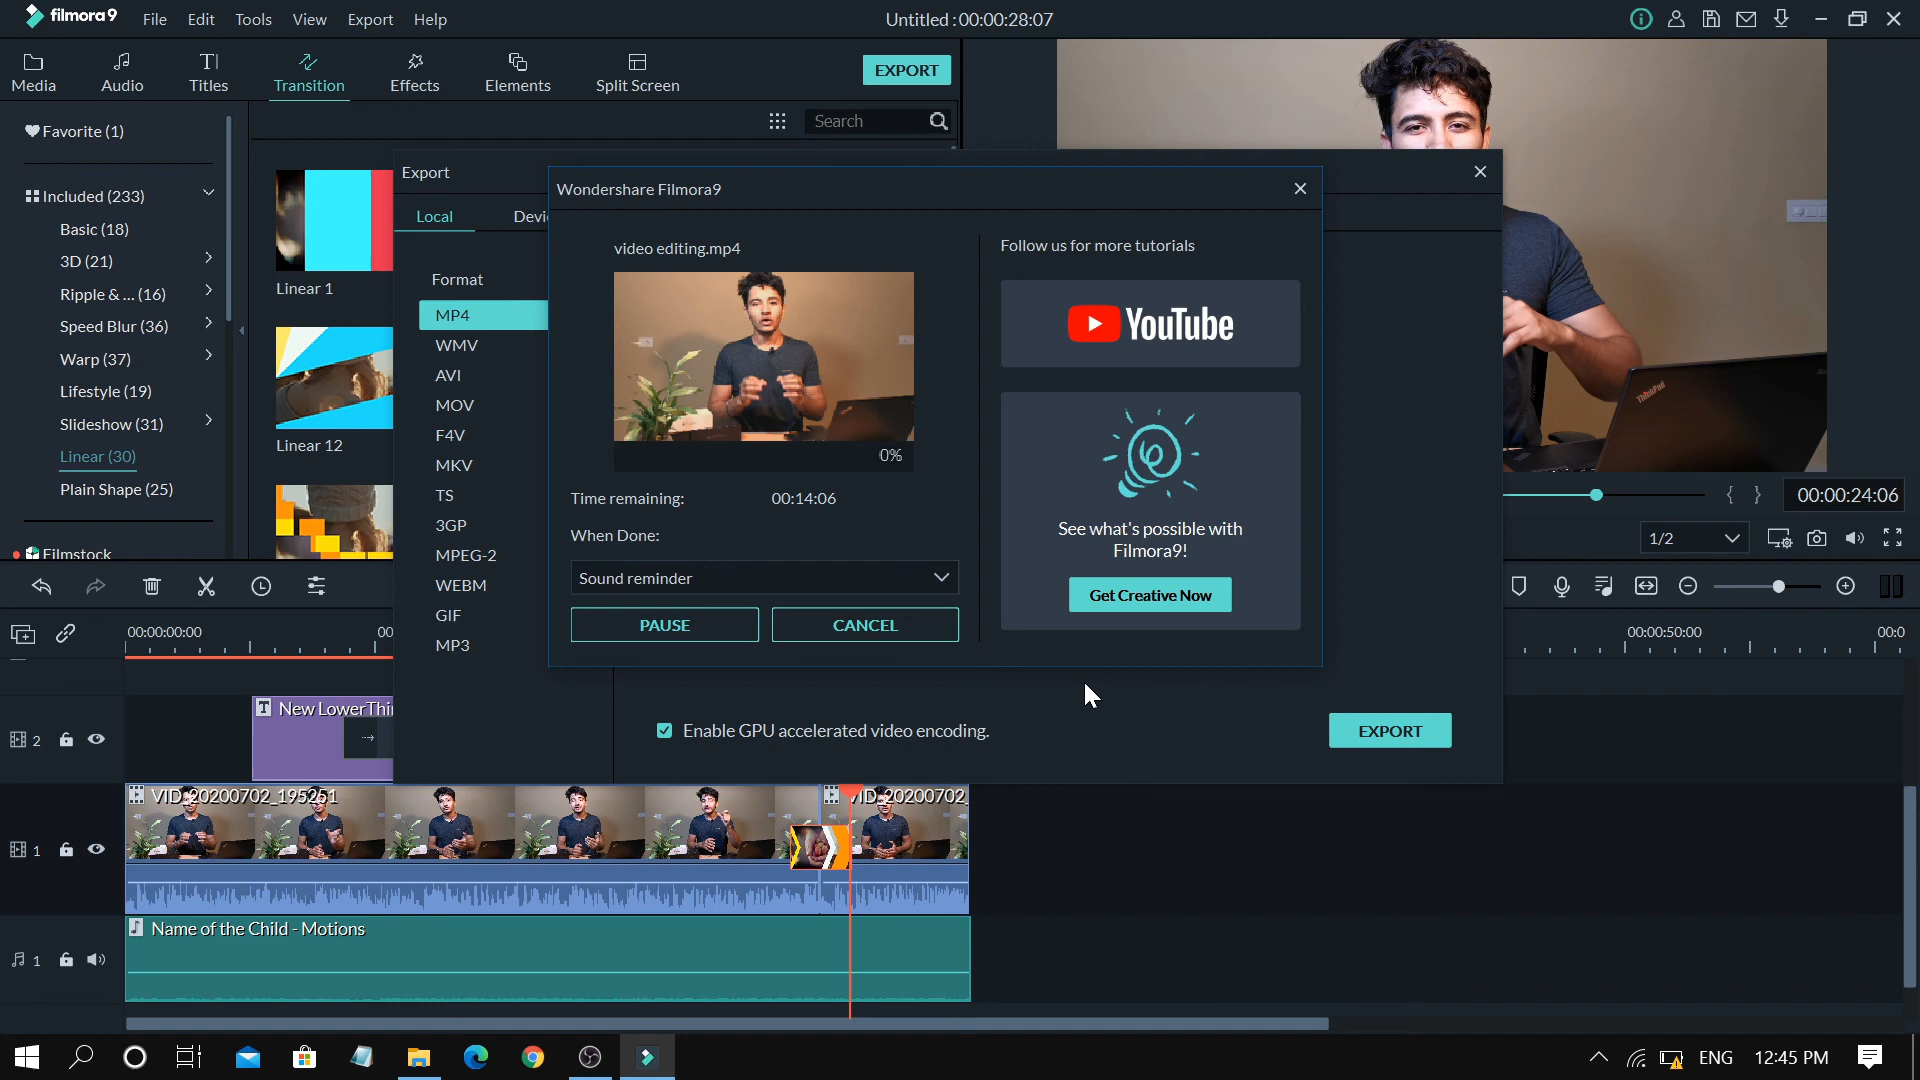 filmora9 File Edit Tools View Export Help Untitled : 00:00:28:07
Media Audio Titles Transition Effects Elements Split Screen EXPORT
Favorite (1)
Search
Included (233)
Basic (18)
3D (21)
Ripple & ... (16)
Speed Blur (36)
Warp (37)
Lifestyle (19)
Slideshow (31)
Linear (30)
Plain Shape (25)
Filmstock
Linear 1
Linear 12
Export
Local Devi
Format
MP4
WMV
AVI
MOV
F4V
MKV
TS
3GP
MPEG-2
WEBM
GIF
MP3
Wondershare Filmora9
video editing.mp4
0%
Time remaining: 00:14:06
When Done:
Sound reminder
PAUSE CANCEL
Follow us for more tutorials
YouTube
See what's possible with
Filmora9!
Get Creative Now
Enable GPU accelerated video encoding.
EXPORT
ThinkPad
00:00:24:06
1/2
00:00:00:00 00
00:00:50:00 00:0
2 T New LowerThi
1 VID_20200702_195251 VID_20200702_
1 Name of the Child - Motions
ENG 12:45 PM